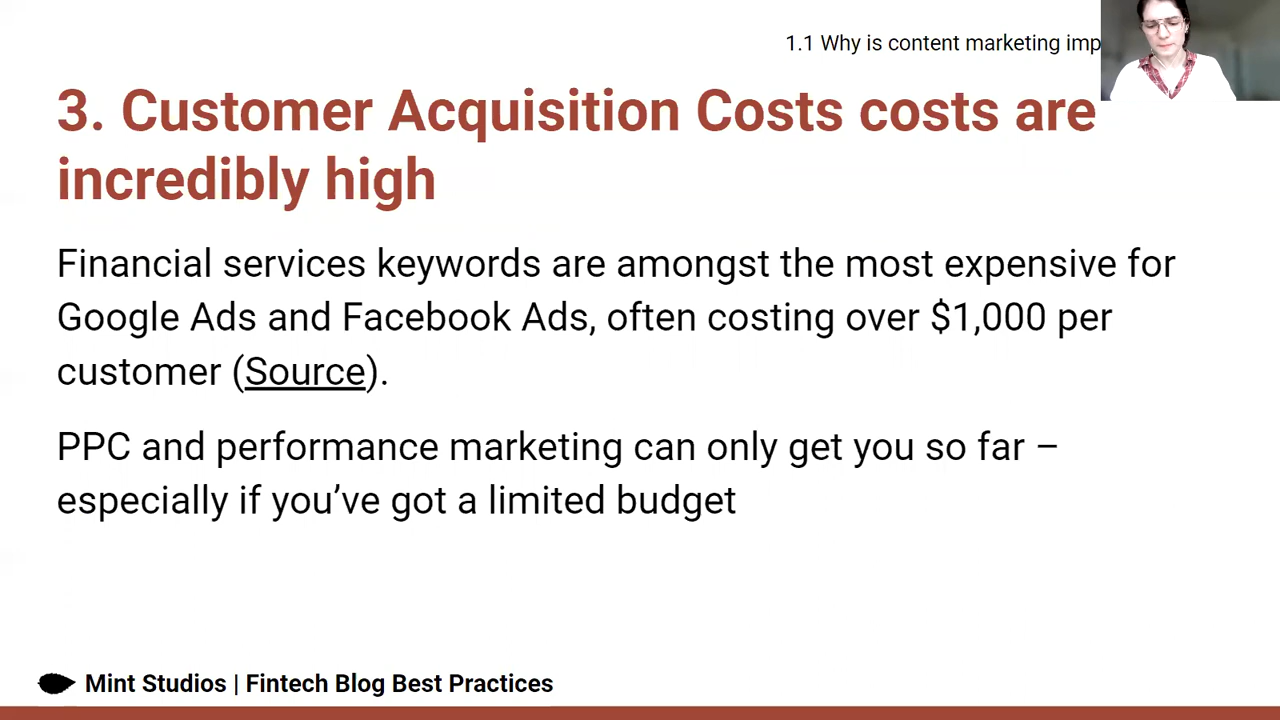 1.1 Why is content marketing
3. Customer Acquisition Costs costs are
incredibly high
Financial services keywords are amongst the most expensive for
Google Ads and Facebook Ads, often costing over $1,000 per
customer (Source).
PPC and performance marketing can only get you so far –
especially if you’ve got a limited budget
Mint Studios | Fintech Blog Best Practices